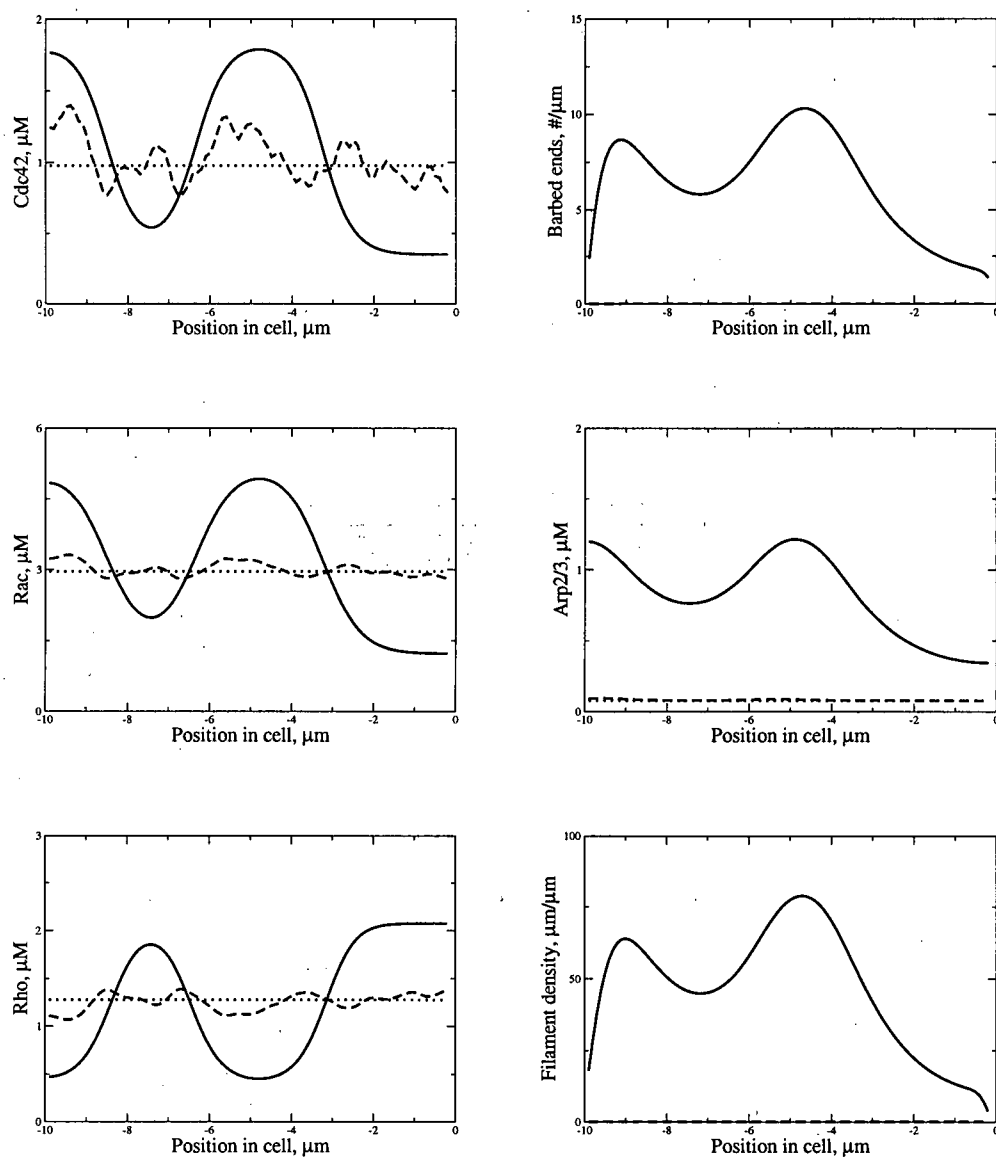 2
1
0
Cdc42, μM
-10 -8 -6 -4 -2 0
Position in cell, μm
15
10
5
0
Barbed ends, #/μm
-10 -8 -6 -4 -2 0
Position in cell, μm
6
3
0
Rac, μM
-10 -8 -6 -4 -2 0
Position in cell, μm
2
1
0
Arp2/3, μM
-10 -8 -6 -4 -2 0
Position in cell, μm
3
2
1
0
Rho, μM
-10 -8 -6 -4 -2 0
Position in cell, μm
100
50
0
Filament density, μm/μm
-10 -8 -6 -4 -2 0
Position in cell, μm